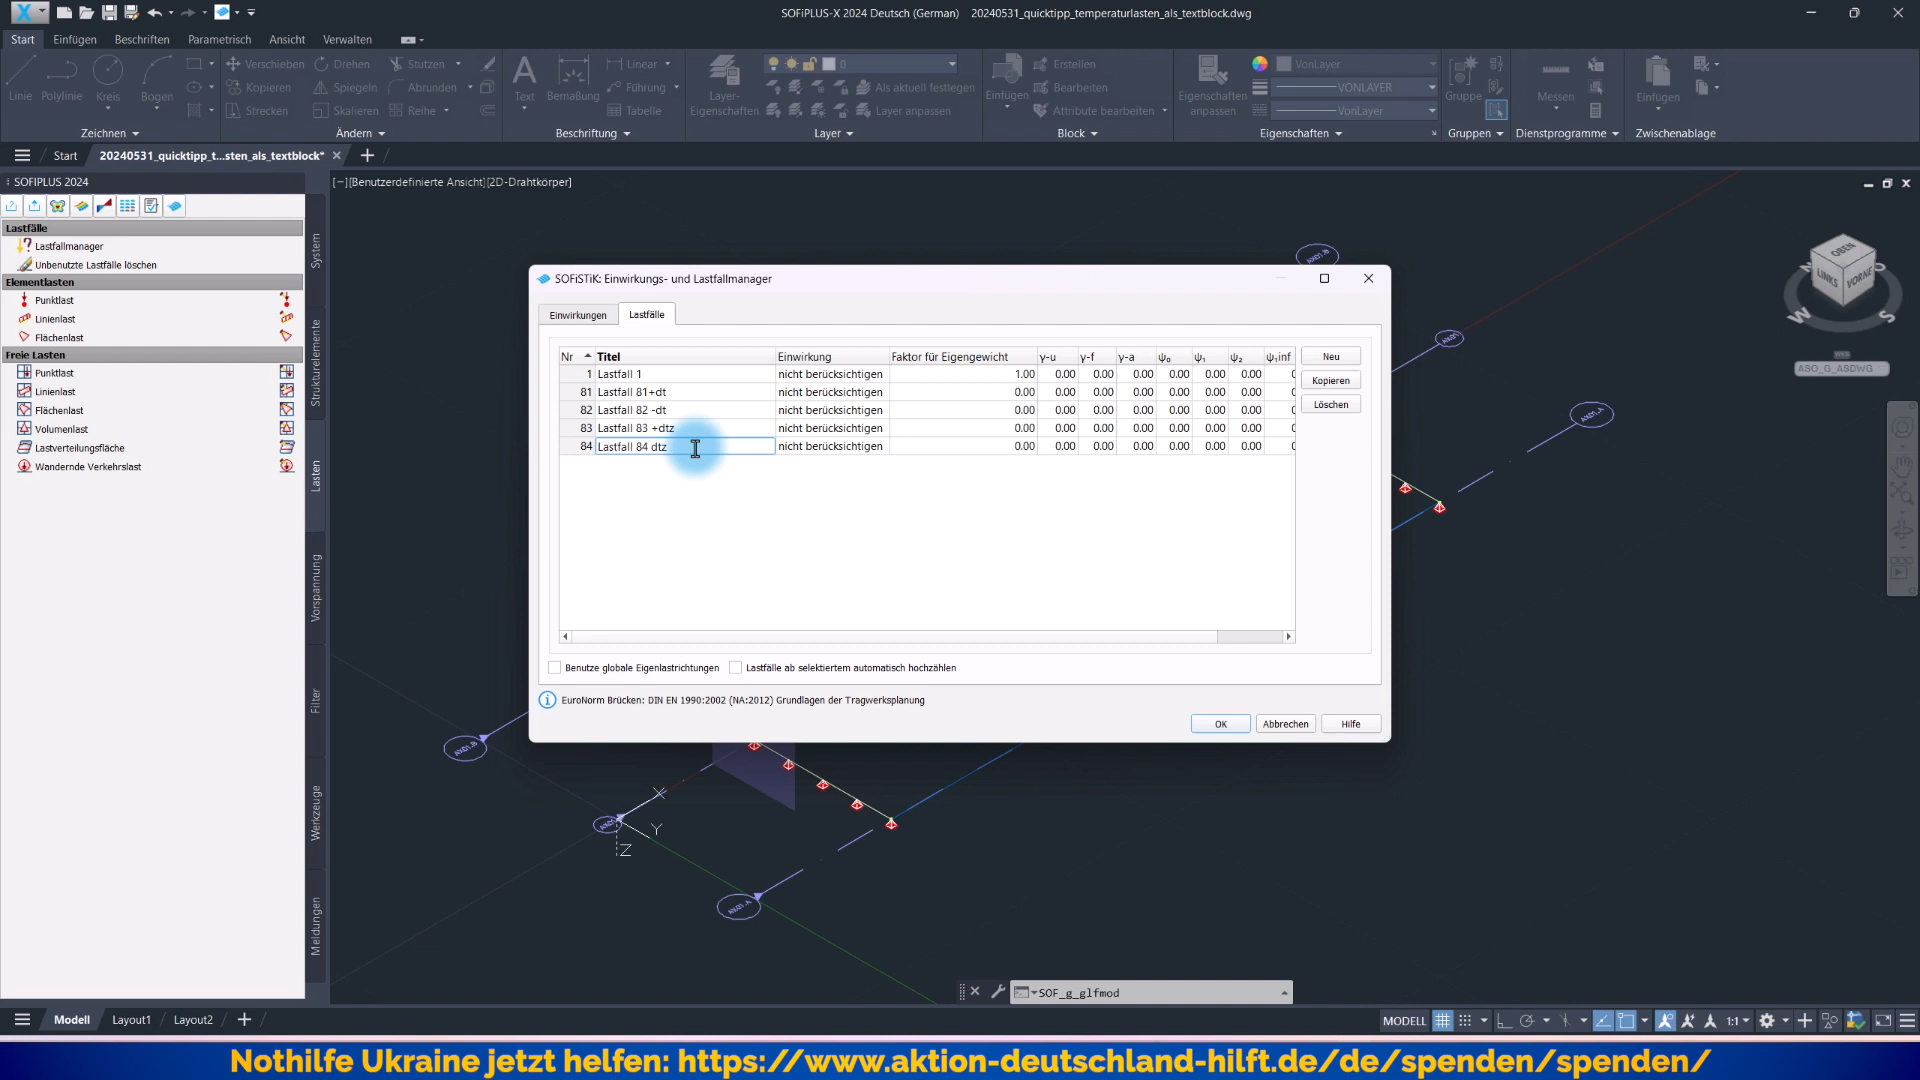 SOFiPLUS-X 2024 Deutsch (German) 20240531_quicktipp_temperaturlasten_als_textblock.dwg
Start Einfügen Beschriften Parametrisch Ansicht Verwalten
Linie Polylinie Kreis Bogen
Verschieben Drehen Stutzen
Kopieren Spiegeln Abrunden
Strecken Skalieren Reihe
Text Bemaßung
Linear
Führung
Tabelle
Layer-Eigenschaften
0
Als aktuell festlegen
Layer anpassen
Einfügen
Erstellen
Bearbeiten
Attribute bearbeiten
Eigenschaften anpassen
VonLayer
VONLAYER
VonLayer
Gruppe
Messen
Einfügen
Zeichnen Ändern Beschriftung Layer Block Eigenschaften Gruppen Dienstprogramme Zwischenablage
Start 20240531_quicktipp_t...sten_als_textblock*
SOFIPLUS 2024
[−][Benutzerdefinierte Ansicht][2D-Drahtkörper]
Lastfälle
Lastfallmanager
Unbenutzte Lastfälle löschen
Elementlasten
Punktlast
Linienlast
Flächenlast
Freie Lasten
Punktlast
Linienlast
Flächenlast
Volumenlast
Lastverteilungsfläche
Wandernde Verkehrslast
System
Strukturelemente
Lasten
Vorspannung
Filter
Werkzeuge
Meldungen
SOFiSTiK: Einwirkungs- und Lastfallmanager
Einwirkungen Lastfälle
Nr Titel Einwirkung Faktor für Eigengewicht γ-u γ-f γ-a ψ₀ ψ₁ ψ₂ ψ₁inf
1 Lastfall 1 nicht berücksichtigen 1.00 0.00 0.00 0.00 0.00 0.00 0.00 0
81 Lastfall 81+dt nicht berücksichtigen 0.00 0.00 0.00 0.00 0.00 0.00 0.00 0
82 Lastfall 82 -dt nicht berücksichtigen 0.00 0.00 0.00 0.00 0.00 0.00 0.00 0
83 Lastfall 83 +dtz nicht berücksichtigen 0.00 0.00 0.00 0.00 0.00 0.00 0.00 0
84 Lastfall 84 dtz nicht berücksichtigen 0.00 0.00 0.00 0.00 0.00 0.00 0.00 0
Neu
Kopieren
Löschen
Benutze globale Eigenlastrichtungen Lastfälle ab selektiertem automatisch hochzählen
EuroNorm Brücken: DIN EN 1990:2002 (NA:2012) Grundlagen der Tragwerksplanung
OK Abbrechen Hilfe
OBEN
LINKS VORNE
N W S
ASO_G_ASDWG
X
Y
Z
SOF_g_glfmod
Modell Layout1 Layout2
MODELL 1:1
Nothilfe Ukraine jetzt helfen: https://www.aktion-deutschland-hilft.de/de/spenden/spenden/